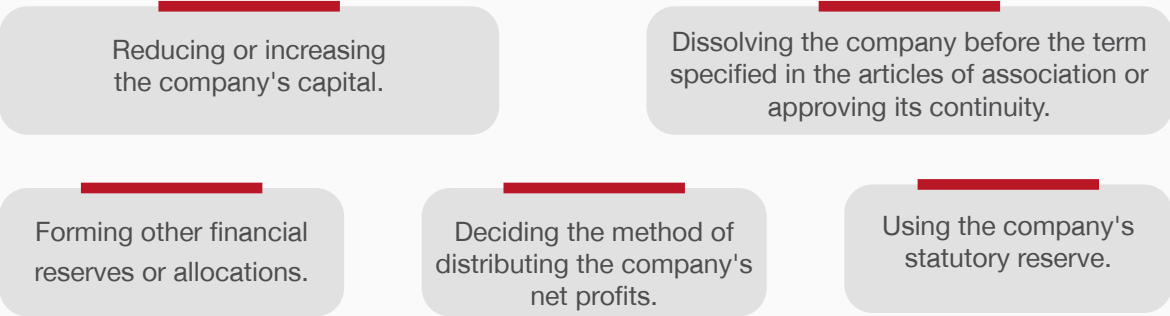 Reducing or increasing
the company's capital.
Dissolving the company before the term
specified in the articles of association or
approving its continuity.
Forming other financial
reserves or allocations.
Deciding the method of
distributing the company's
net profits.
Using the company's
statutory reserve.